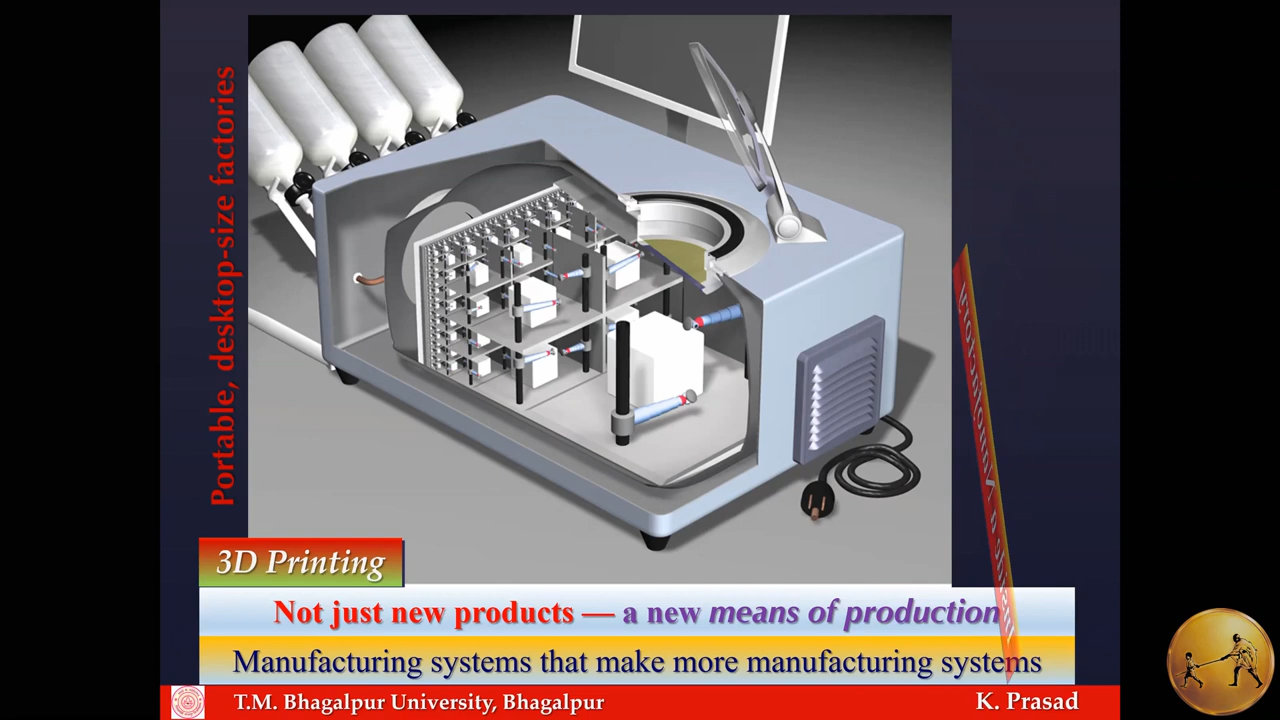 Portable, desktop-size factories
3D Printing
Not just new products — a new means of production
Manufacturing systems that make more manufacturing systems
T.M. Bhagalpur University, Bhagalpur
K. Prasad